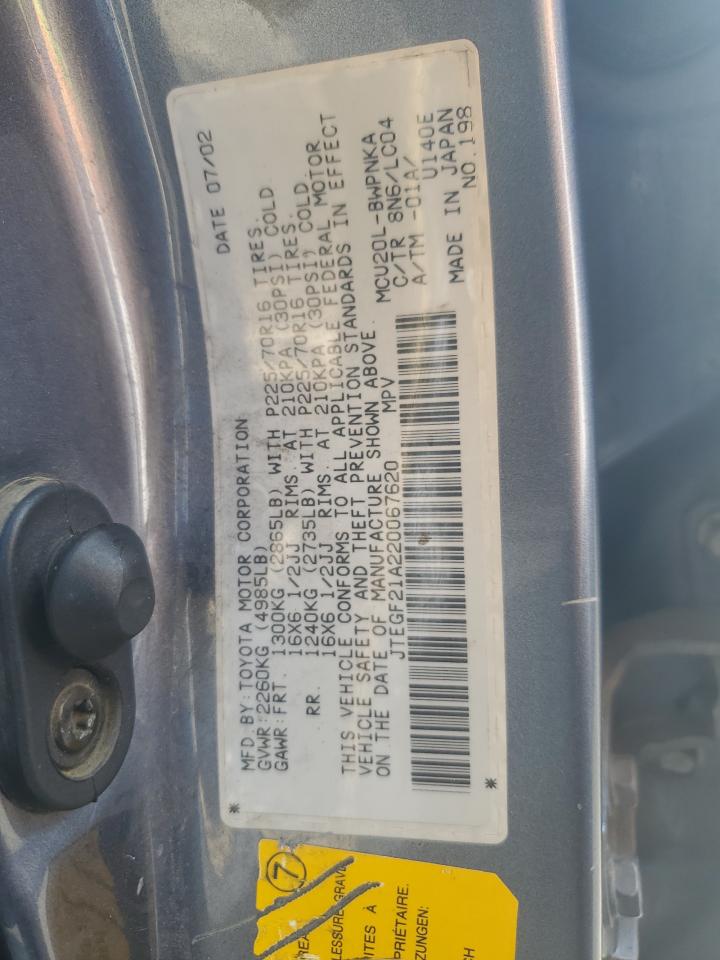 DATE 07/02
MFD.BY:TOYOTA MOTOR CORPORATION
GVWR:2260KG (4985LB)
GAWR:FRT. 1300KG (2865LB) WITH P225/70R16 TIRES.
16X6 1/2JJ RIMS. AT 210KPA (30PSI) COLD
RR. 1240KG (2735LB) WITH P225/70R16 TIRES.
16X6 1/2JJ RIMS. AT 210KPA (30PSI) COLD.
THIS VEHICLE CONFORMS TO ALL APPLICABLE FEDERAL MOTOR
VEHICLE SAFETY AND THEFT PREVENTION STANDARDS IN EFFECT
ON THE DATE OF MANUFACTURE SHOWN ABOVE.
JTEGF21A220067620 MPV
MCU20L-BWPNKA
C/TR 8N6/LC04
A/TM -01A/ U140E
MADE IN JAPAN
NO.198
* *
7
ITES À
PRIÉTAIRE.
ZUNGEN: